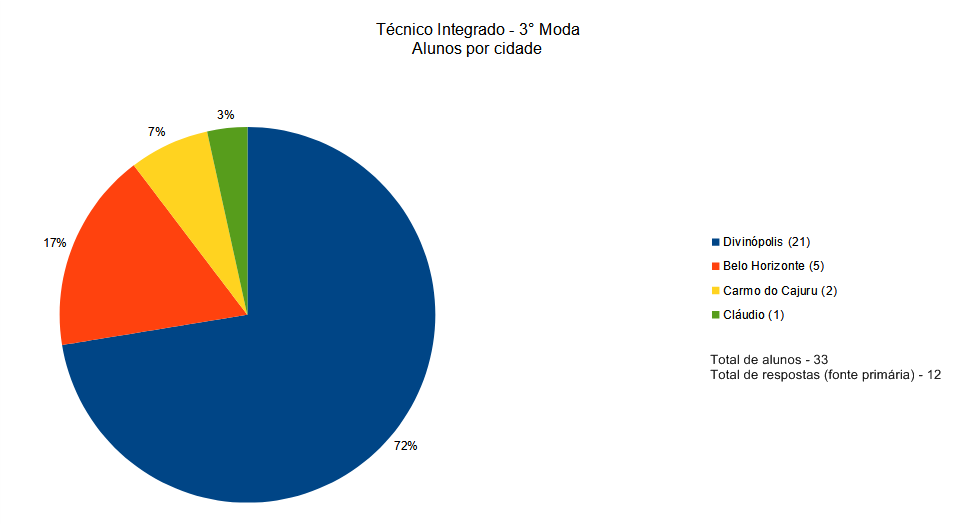 Técnico Integrado - 3° Moda
Alunos por cidade
3%
7%
17%
72%
Divinópolis (21)
Belo Horizonte (5)
Carmo do Cajuru (2)
Cláudio (1)
Total de alunos - 33
Total de respostas (fonte primária) - 12